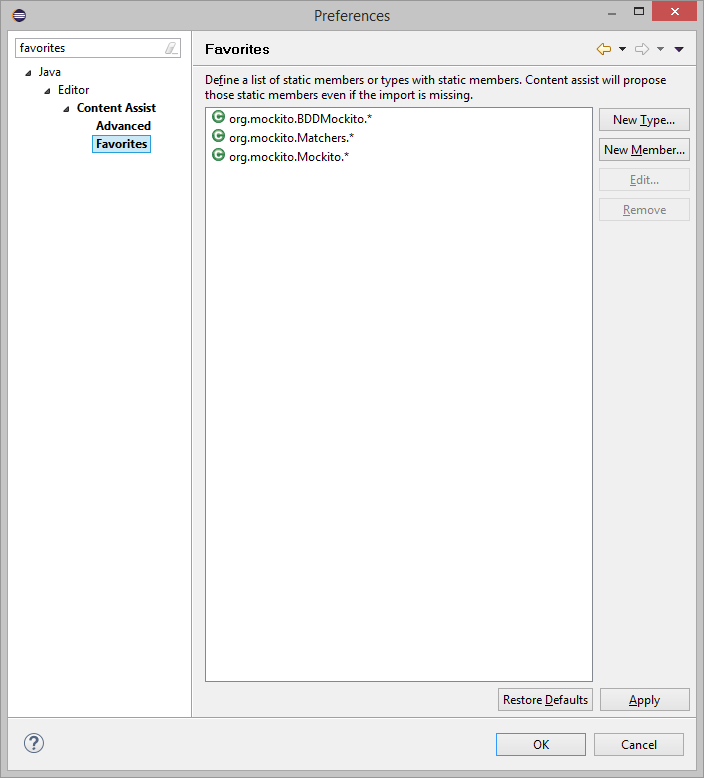 Preferences
favorites
Java
Editor
Content Assist
Advanced
Favorites
Favorites
Define a list of static members or types with static members. Content assist will propose
those static members even if the import is missing.
org.mockito.BDDMockito.*
org.mockito.Matchers.*
org.mockito.Mockito.*
New Type...
New Member...
Edit...
Remove
Restore Defaults
Apply
OK
Cancel